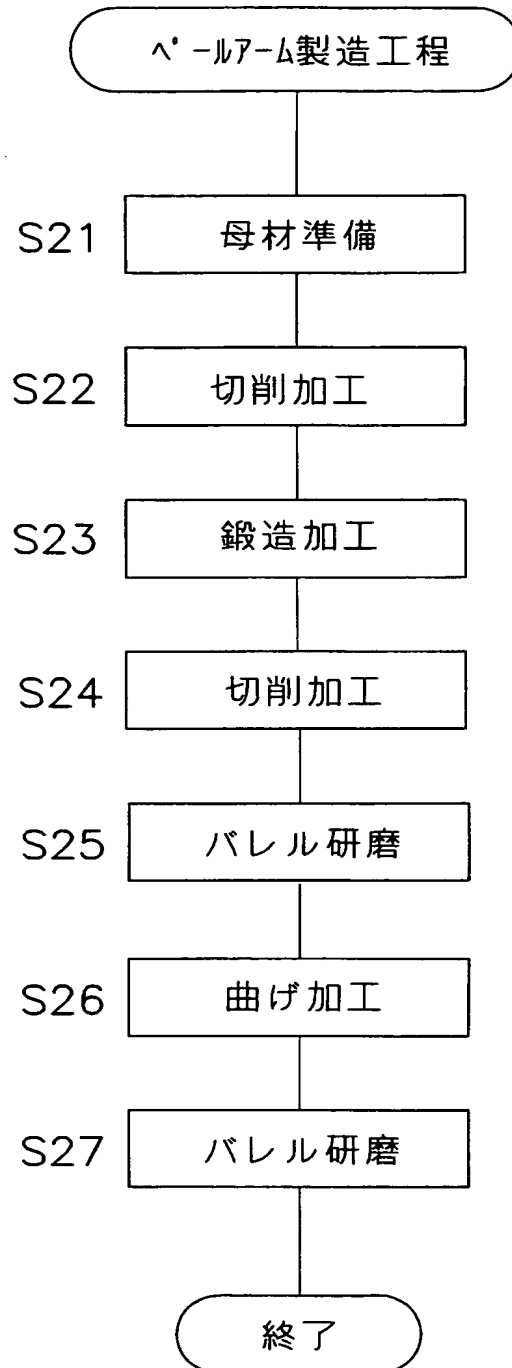 ペールアーム製造工程
S21 母材準備
S22 切削加工
S23 鍛造加工
S24 切削加工
S25 バレル研磨
S26 曲げ加工
S27 バレル研磨
終了